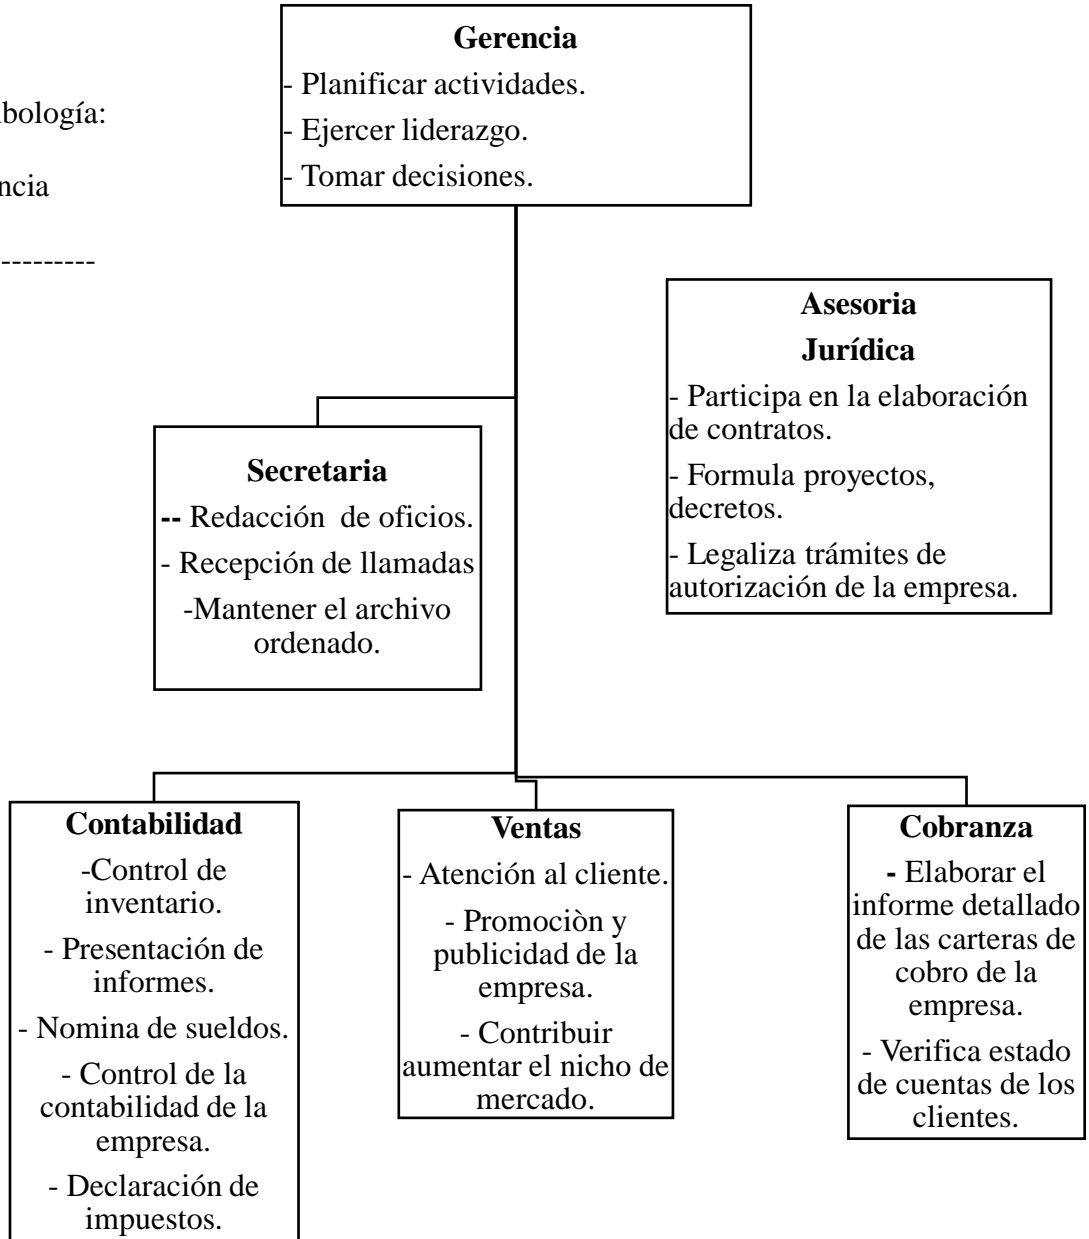 Gerencia
- Planificar actividades.
- Ejercer liderazgo.
- Tomar decisiones.
bología:
ncia
---------
Asesoria
Jurídica
- Participa en la elaboración
de contratos.
- Formula proyectos,
decretos.
- Legaliza trámites de
autorización de la empresa.
Secretaria
-- Redacción de oficios.
- Recepción de llamadas
-Mantener el archivo
ordenado.
Contabilidad
-Control de
inventario.
- Presentación de
informes.
- Nomina de sueldos.
- Control de la
contabilidad de la
empresa.
- Declaración de
impuestos.
Ventas
- Atención al cliente.
- Promociòn y
publicidad de la
empresa.
- Contribuir
aumentar el nicho de
mercado.
Cobranza
- Elaborar el
informe detallado
de las carteras de
cobro de la
empresa.
- Verifica estado
de cuentas de los
clientes.